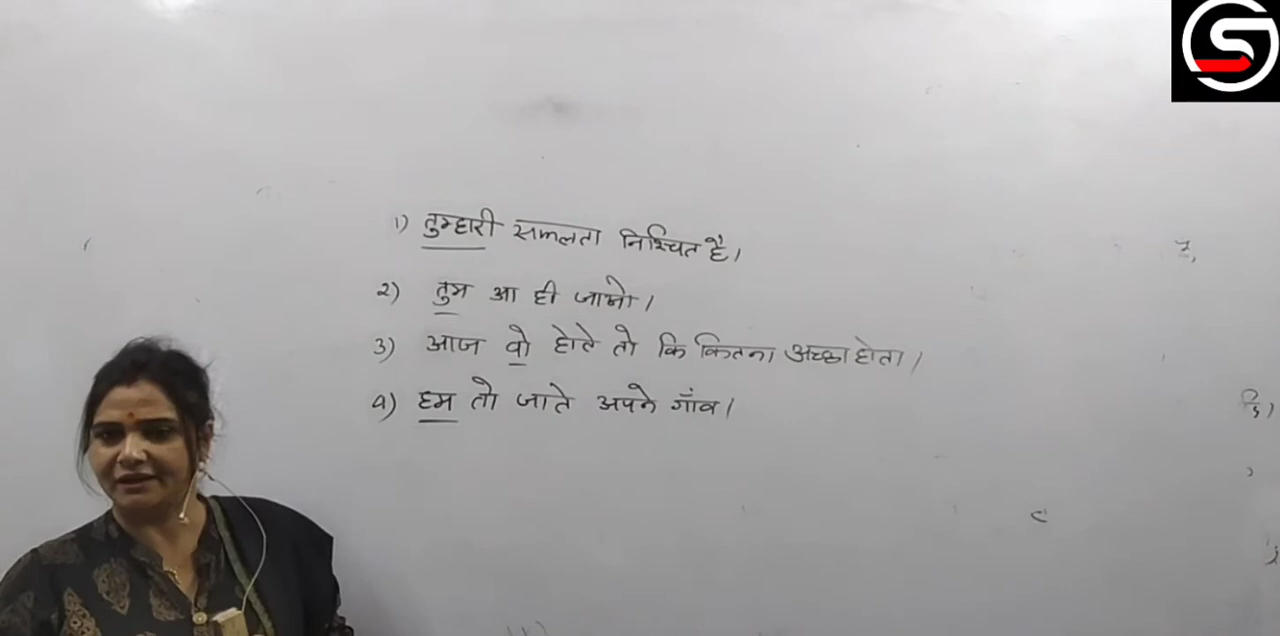 1) तुम्हारी सफलता निश्चित है।
2) तुम आ ही जाओ।
3) आज वो होते तो कि कितना अच्छा होता।
4) हम तो जाते अपने गाँव।